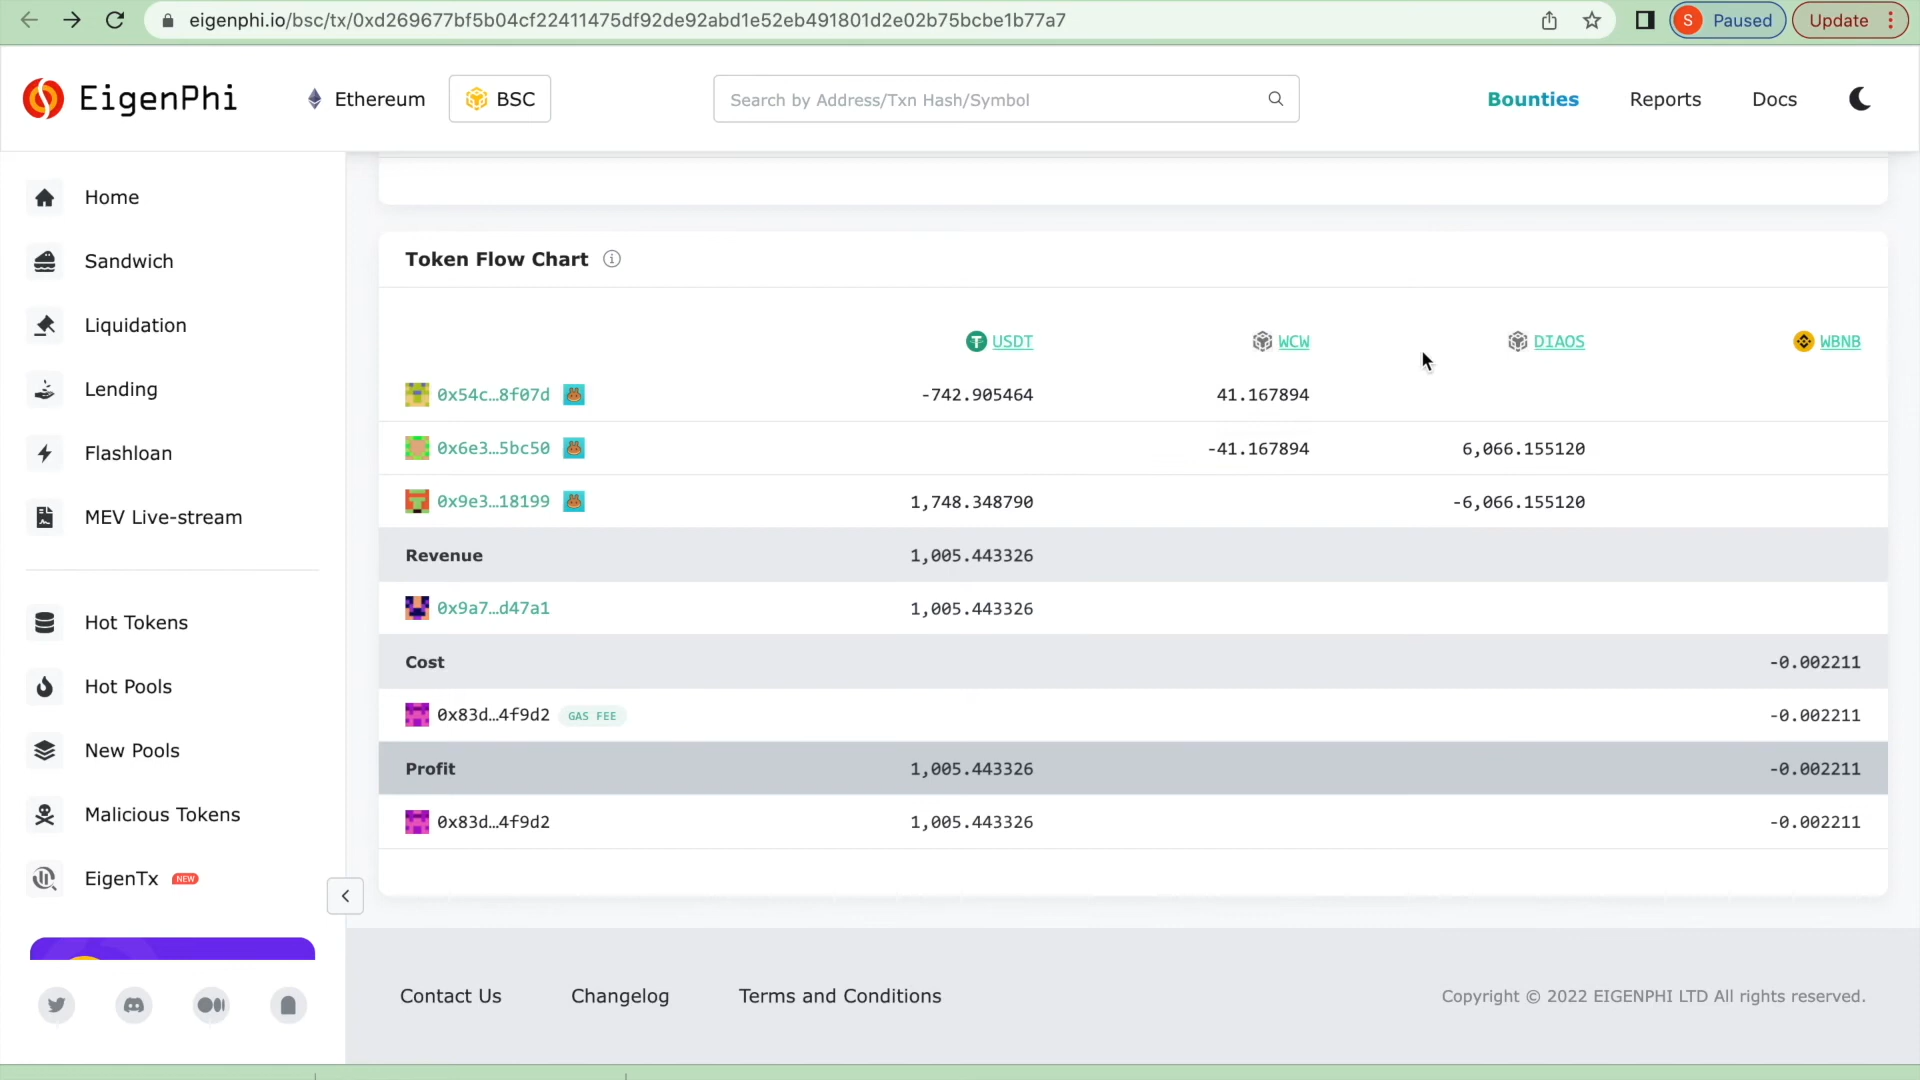 eigenphi.io/bsc/tx/0xd269677bf5b04cf22411475df92de92abd1e52eb491801d2e02b75bcbe1b77a7
S Paused
Update
EigenPhi
Ethereum
BSC
Search by Address/Txn Hash/Symbol
Bounties
Reports
Docs
Home
Sandwich
Liquidation
Lending
Flashloan
MEV Live-stream
Hot Tokens
Hot Pools
New Pools
Malicious Tokens
EigenTx NEW
Token Flow Chart
USDT WCW DIAOS WBNB
0x54c…8f07d -742.905464 41.167894
0x6e3…5bc50 -41.167894 6,066.155120
0x9e3…18199 1,748.348790 -6,066.155120
Revenue 1,005.443326
0x9a7…d47a1 1,005.443326
Cost -0.002211
0x83d…4f9d2 GAS FEE -0.002211
Profit 1,005.443326 -0.002211
0x83d…4f9d2 1,005.443326 -0.002211
Contact Us
Changelog
Terms and Conditions
Copyright © 2022 EIGENPHI LTD All rights reserved.